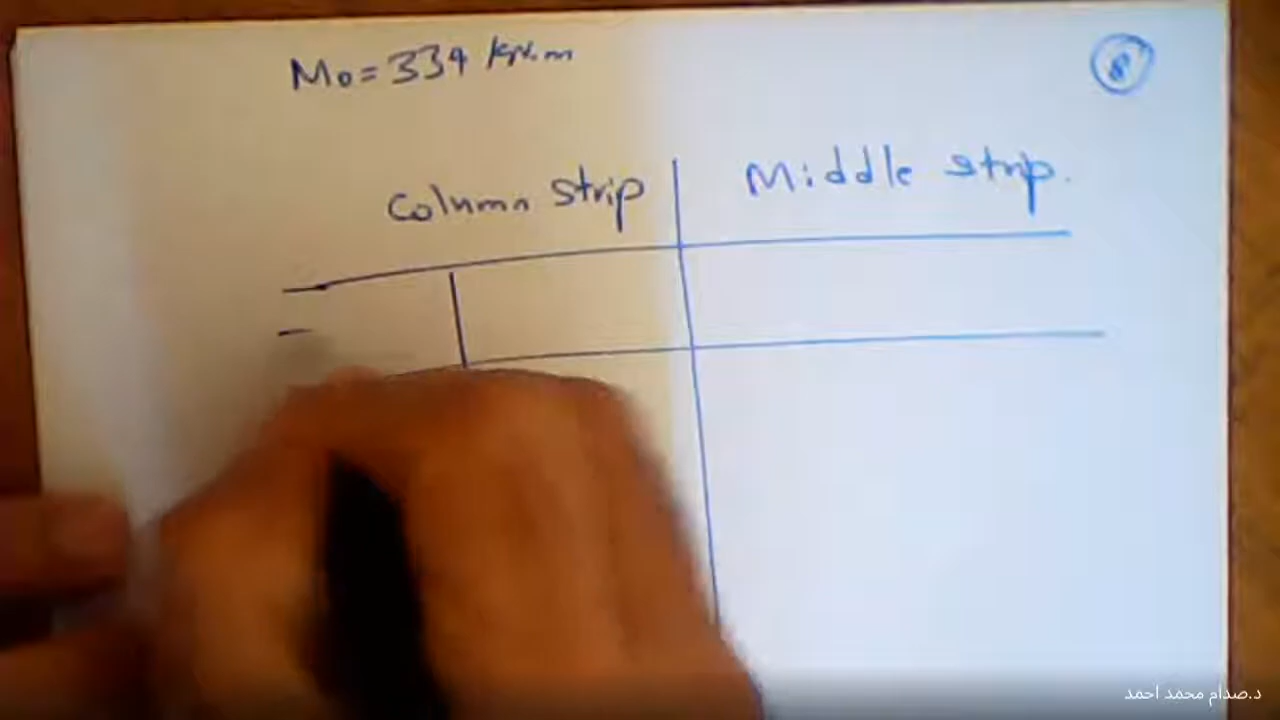 Mo = 334 kN.m
8
Column strip
Middle strip.
د.صدام محمد احمد